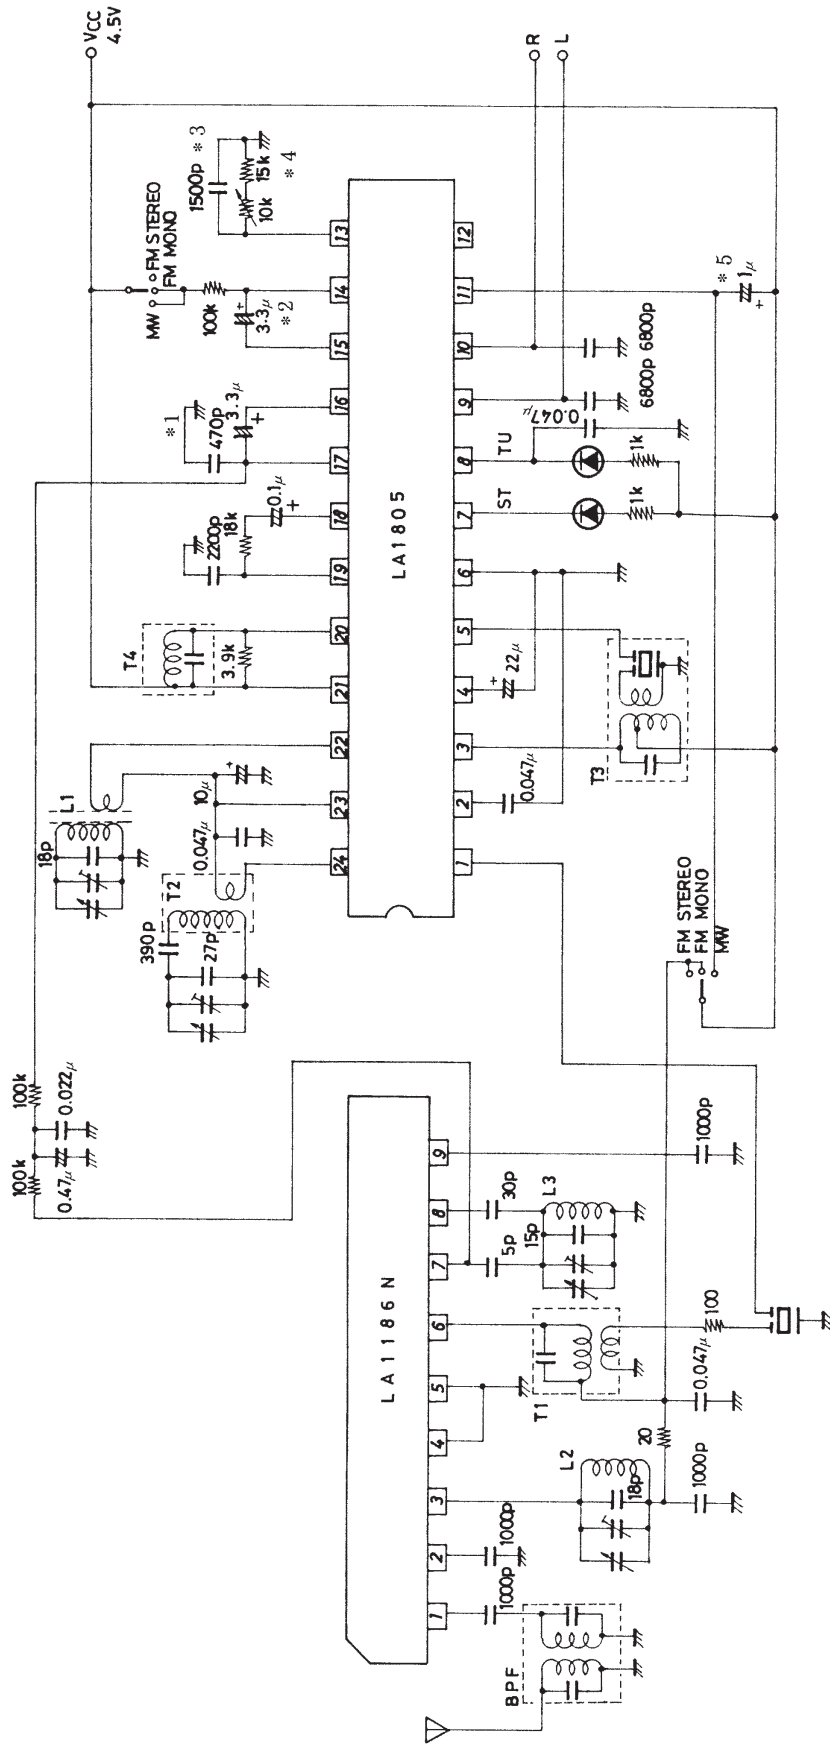 VCC
4.5V
R
L
1500p
*3
15k
*4
10k
FM STEREO
FM MONO
MW
100k
3.3µ
*2
*1
470p
3.3µ
0.1µ
2200p
18k
T4
3.9k
L1
18p
10µ
0.047µ
T2
390p
27p
100k
0.022µ
100k
0.47µ
24
23
22
21
20
19
18
17
16
15
14
13
LA1805
1
2
3
4
5
6
7
8
9
10
11
12
0.047µ
22µ
T3
ST
TU
1k
1k
0.047µ
6800p
6800p
*5
1µ
FM STEREO
FM MONO
MW
LA1186N
1
2
3
4
5
6
7
8
9
1000p
1000p
BPF
L2
18p
1000p
20
0.047µ
T1
100
5p
30p
15p
L3
1000p